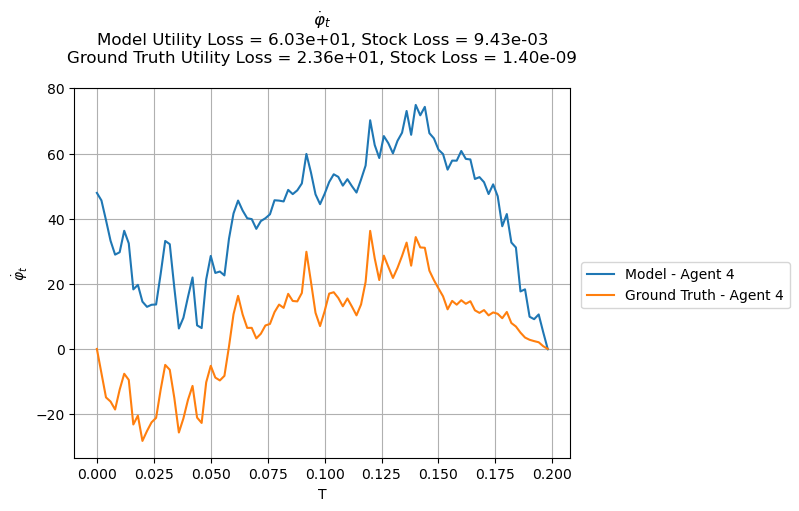 φ̇ₜ
Model Utility Loss = 6.03e+01, Stock Loss = 9.43e-03
Ground Truth Utility Loss = 2.36e+01, Stock Loss = 1.40e-09
80
60
40
20
0
−20
φ̇ₜ
0.000 0.025 0.050 0.075 0.100 0.125 0.150 0.175 0.200
T
Model - Agent 4
Ground Truth - Agent 4